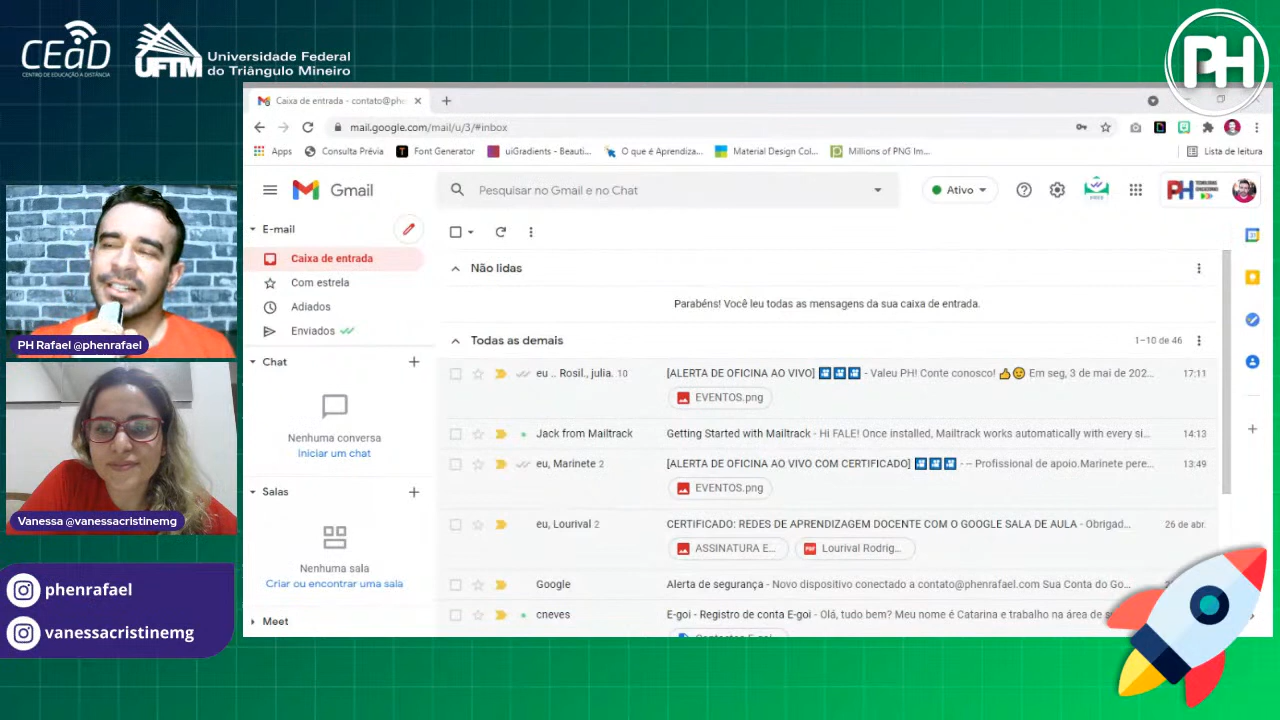 CEaD
CENTRO DE EDUCAÇÃO A DISTÂNCIA
UFTM
Universidade Federal
do Triângulo Mineiro
PH
Caixa de entrada - contato@ph
mail.google.com/mail/u/3/#inbox
Apps
Consulta Prévia
Font Generator
uiGradients - Beauti...
O que é Aprendiza...
Material Design Col...
Millions of PNG Im...
Lista de leitura
Gmail
Pesquisar no Gmail e no Chat
Ativo
PH
E-mail
Caixa de entrada
Com estrela
Adiados
Enviados
Chat
Nenhuma conversa
Iniciar um chat
Salas
Nenhuma sala
Criar ou encontrar uma sala
Meet
Não lidas
Parabéns! Você leu todas as mensagens da sua caixa de entrada.
Todas as demais
1–10 de 46
eu .. Rosil., julia. 10 [ALERTA DE OFICINA AO VIVO] - Valeu PH! Conte conosco! 👍😉 Em seg, 3 de mai de 202... 17:11
EVENTOS.png
Jack from Mailtrack Getting Started with Mailtrack - Hi FALE! Once installed, Mailtrack works automatically with every si... 14:13
eu, Marinete 2 [ALERTA DE OFICINA AO VIVO COM CERTIFICADO] - -- Profissional de apoio.Marinete pere... 13:49
EVENTOS.png
eu, Lourival 2 CERTIFICADO: REDES DE APRENDIZAGEM DOCENTE COM O GOOGLE SALA DE AULA - Obrigad... 26 de abr.
ASSINATURA E...
PDF Lourival Rodrig...
Google Alerta de segurança - Novo dispositivo conectado a contato@phenrafael.com Sua Conta do Go...
cneves E-goi - Registro de conta E-goi - Olá, tudo bem? Meu nome é Catarina e trabalho na área de
PH Rafael @phenrafael
Vanessa @vanessacristinemg
phenrafael
vanessacristinemg